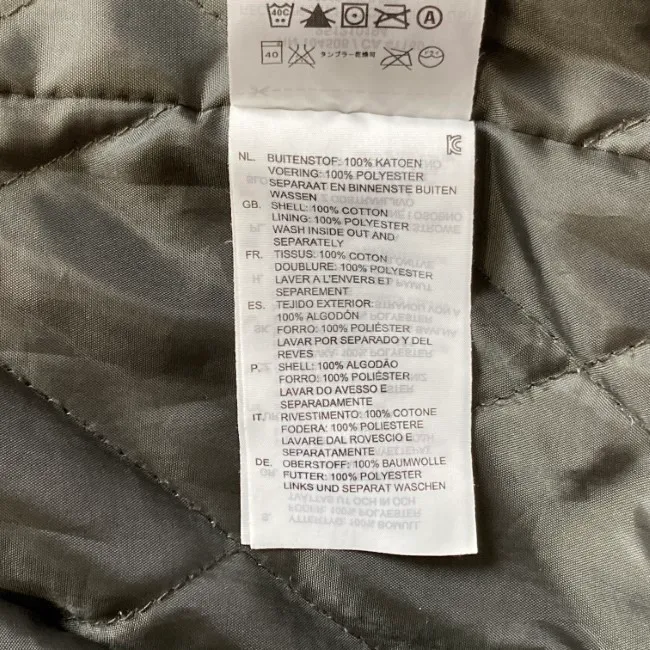 40C
A
40
タンブラー乾燥可
NL. BUITENSTOF: 100% KATOEN
VOERING: 100% POLYESTER
SEPARAAT EN BINNENSTE BUITEN
WASSEN
GB. SHELL: 100% COTTON
LINING: 100% POLYESTER
WASH INSIDE OUT AND
SEPARATELY
FR. TISSUS: 100% COTON
DOUBLURE: 100% POLYESTER
LAVER A L'ENVERS ET
SEPAREMENT
ES. TEJIDO EXTERIOR:
100% ALGODÓN
FORRO: 100% POLIÉSTER
LAVAR POR SEPARADO Y DEL
REVES
P. SHELL: 100% ALGODÃO
FORRO: 100% POLIÉSTER
LAVAR DO AVESSO E
SEPARADAMENTE
IT. RIVESTIMENTO: 100% COTONE
FODERA: 100% POLIESTERE
LAVARE DAL ROVESCIO E
SEPARATAMENTE
DE. OBERSTOFF: 100% BAUMWOLLE
FUTTER: 100% POLYESTER
LINKS UND SEPARAT WASCHEN